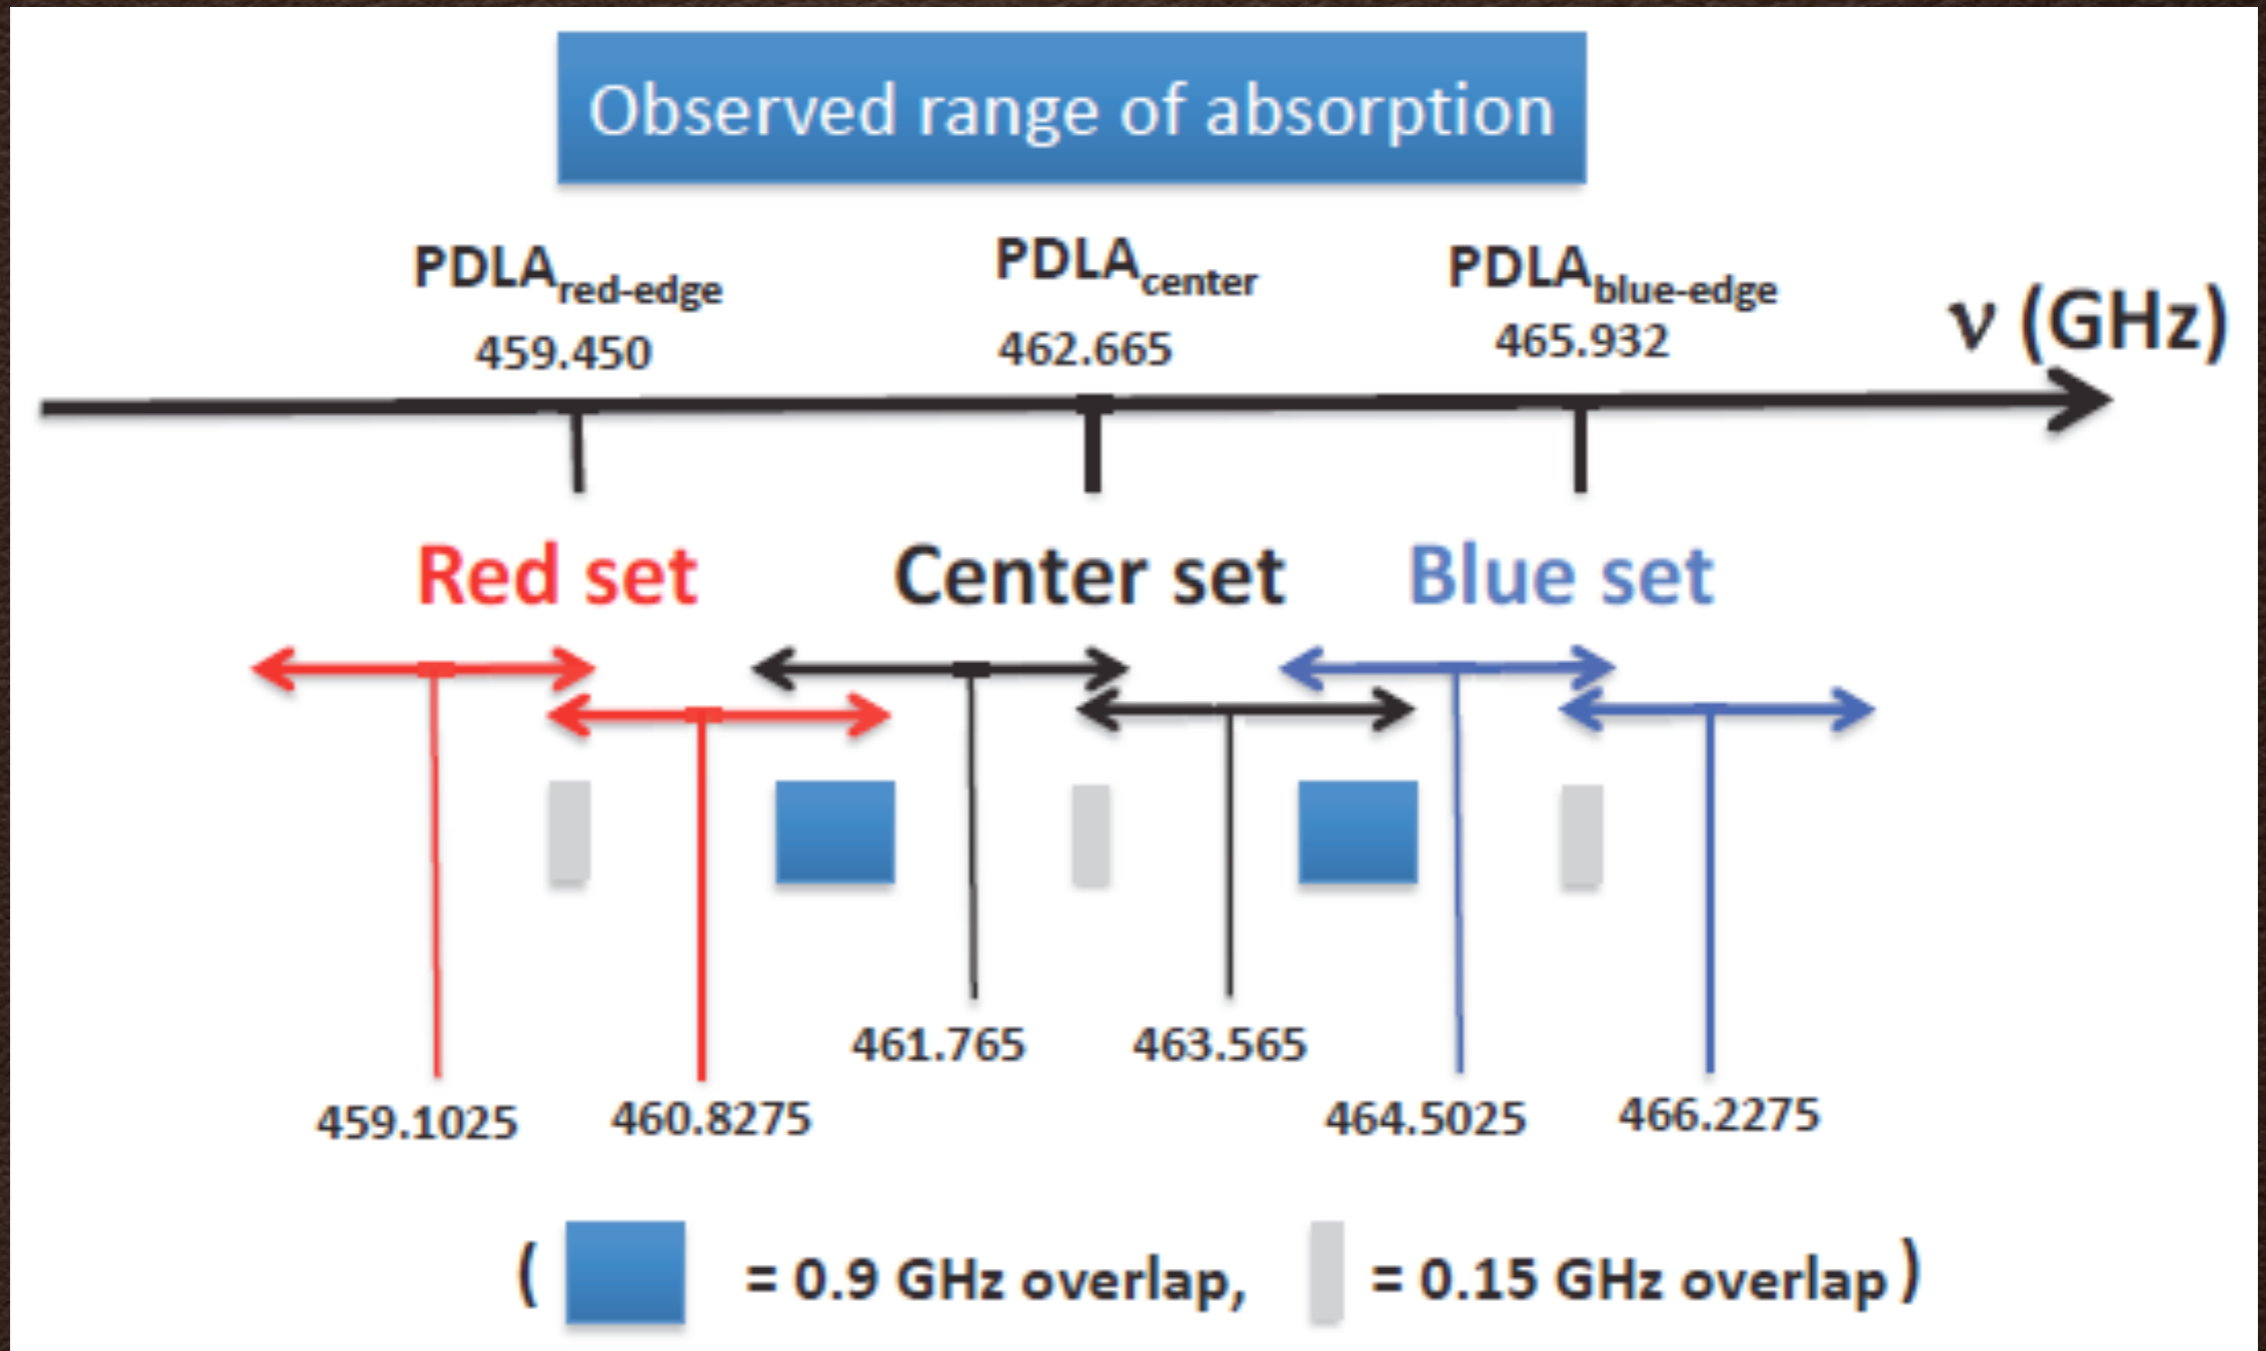 Observed range of absorption
PDLAred-edge PDLAcenter PDLAblue-edge
459.450 462.665 465.932 ν (GHz)
Red set Center set Blue set
461.765 463.565
459.1025 460.8275 464.5025 466.2275
( = 0.9 GHz overlap, = 0.15 GHz overlap )